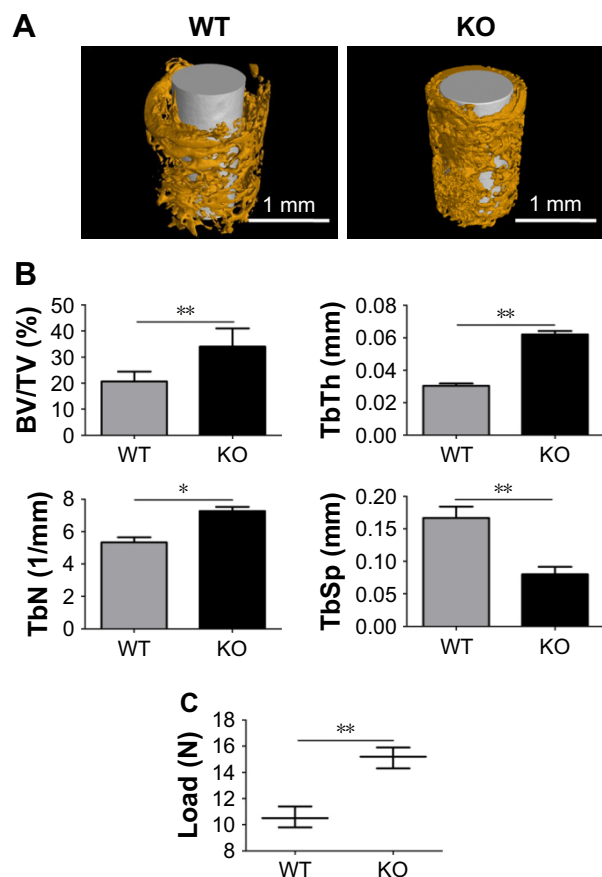 A
WT KO
1 mm 1 mm
B
BV/TV (%)
50
40
30
20
10
0
**
WT KO
TbTh (mm)
0.06
0.04
0.02
0.00
**
WT KO
TbN (1/mm)
8
6
4
2
0
*
WT KO
TbSp (mm)
0.20
0.15
0.10
0.05
0.00
**
WT KO
C
Load (N)
18
16
14
12
10
8
**
WT KO